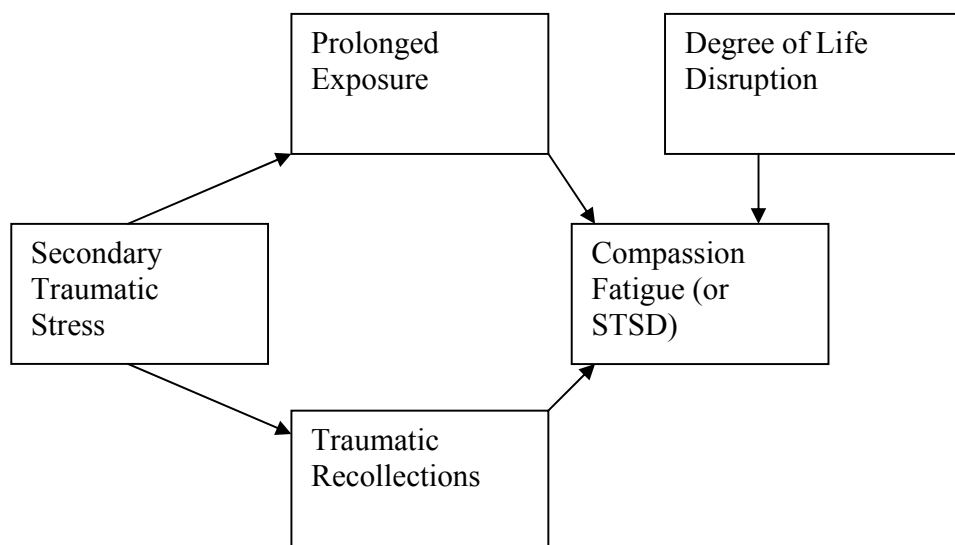 Prolonged
Exposure
Degree of Life
Disruption
Secondary
Traumatic
Stress
Compassion
Fatigue (or
STSD)
Traumatic
Recollections